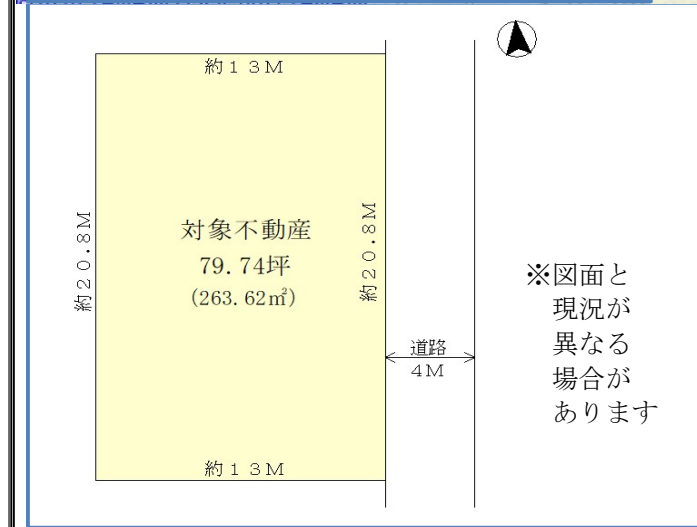 約１３Ｍ
約２０.８Ｍ
対象不動産
79.74坪
(263.62㎡)
約２０.８Ｍ
道路
４Ｍ
※図面と
現況が
異なる
場合が
あります
約１３Ｍ